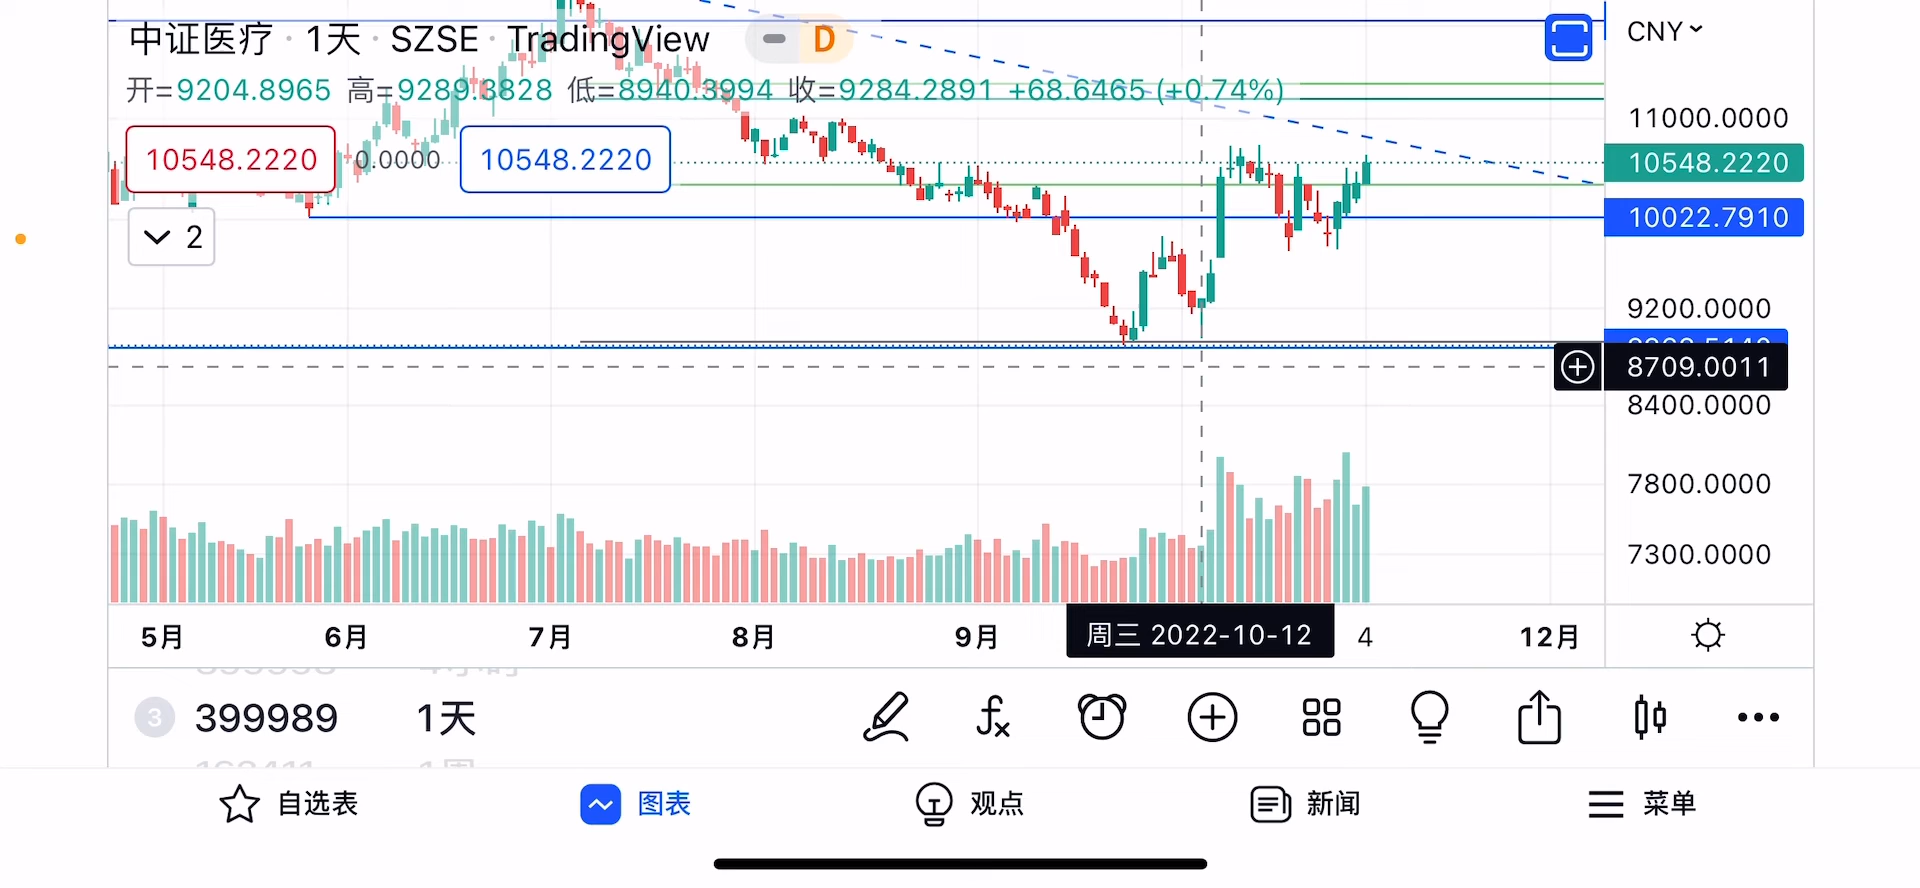 中证医疗 · 1天 · SZSE · TradingView D
开=9204.8965 高=9289.3828 低=8940.3994 收=9284.2891 +68.6465 (+0.74%)
10548.2220 0.0000 10548.2220
2
CNY
11000.0000
10548.2220
10022.7910
9200.0000
8709.0011
8400.0000
7800.0000
7300.0000
5月 6月 7月 8月 9月 周三 2022-10-12 4 12月
3 399989 1天
自选表 图表 观点 新闻 菜单